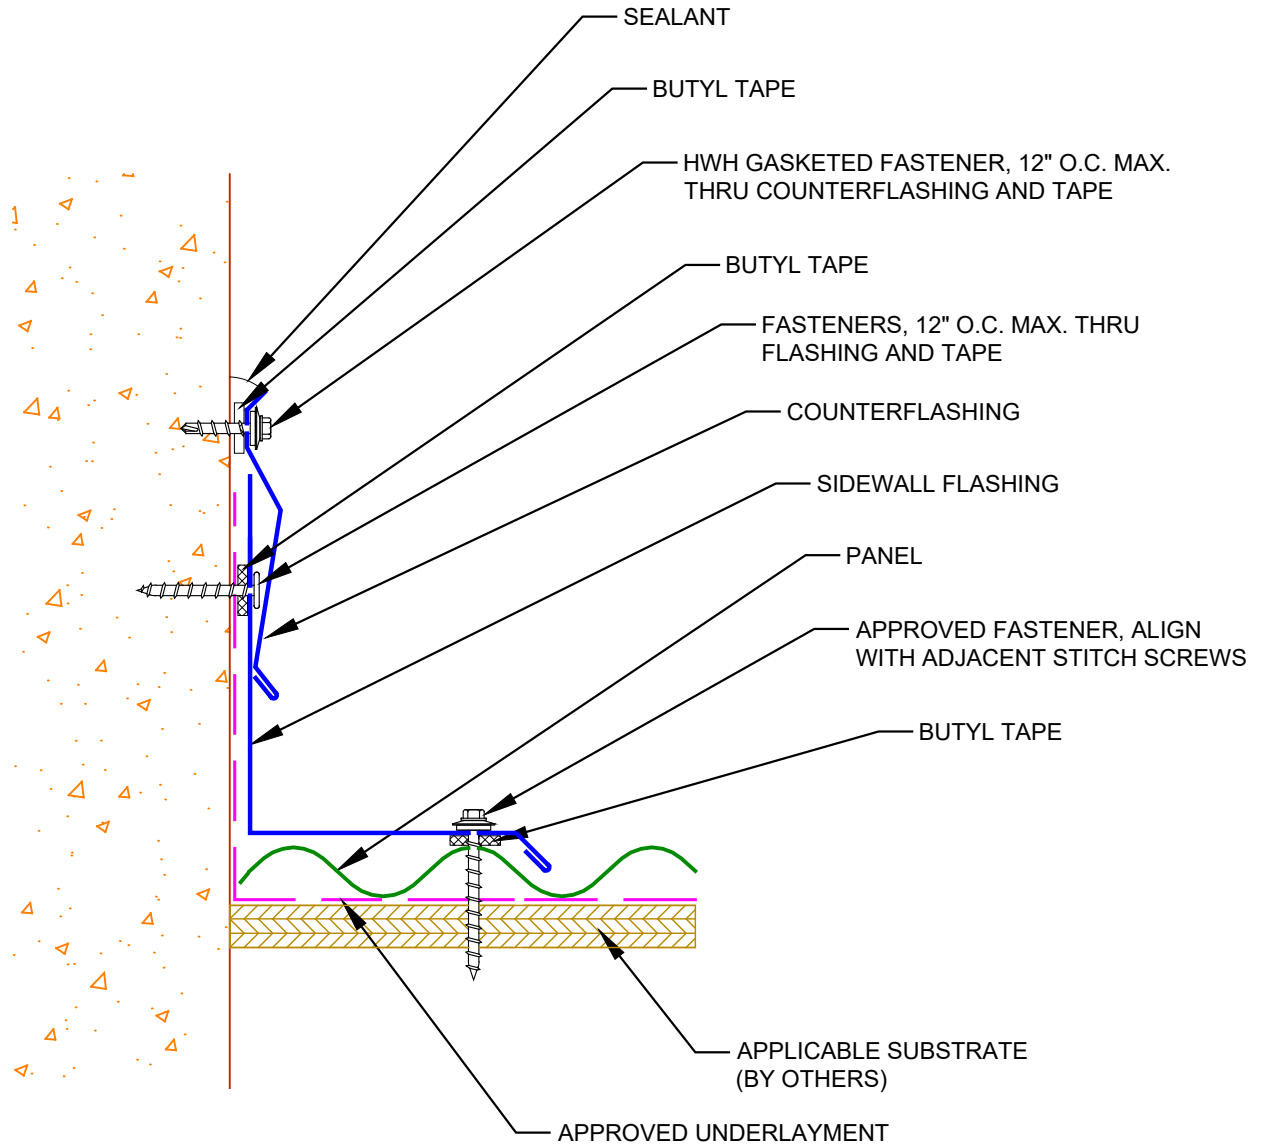 SEALANT
BUTYL TAPE
HWH GASKETED FASTENER, 12" O.C. MAX.
THRU COUNTERFLASHING AND TAPE
BUTYL TAPE
FASTENERS, 12" O.C. MAX. THRU
FLASHING AND TAPE
COUNTERFLASHING
SIDEWALL FLASHING
PANEL
APPROVED FASTENER, ALIGN
WITH ADJACENT STITCH SCREWS
BUTYL TAPE
APPLICABLE SUBSTRATE
(BY OTHERS)
APPROVED UNDERLAYMENT